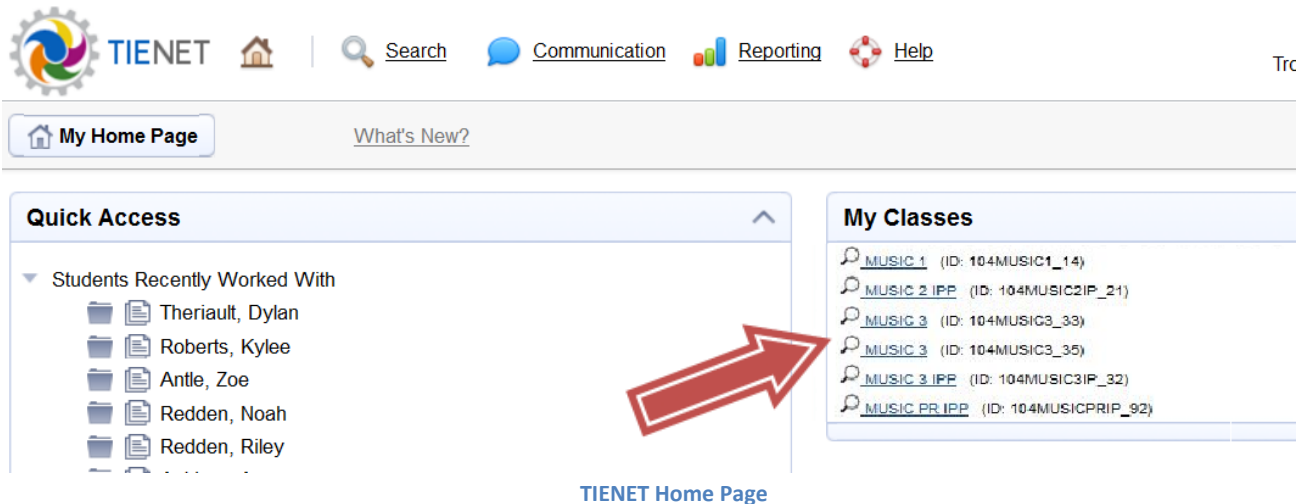 TIENET Search Communication Reporting Help
My Home Page What's New?
Quick Access
Students Recently Worked With
Theriault, Dylan
Roberts, Kylee
Antle, Zoe
Redden, Noah
Redden, Riley
My Classes
MUSIC 1 (ID: 104MUSIC1_14)
MUSIC 2 IPP (ID: 104MUSIC2IP_21)
MUSIC 3 (ID: 104MUSIC3_33)
MUSIC 3 (ID: 104MUSIC3_35)
MUSIC 3 IPP (ID: 104MUSIC3IP_32)
MUSIC PR IPP (ID: 104MUSICPRIP_92)
TIENET Home Page